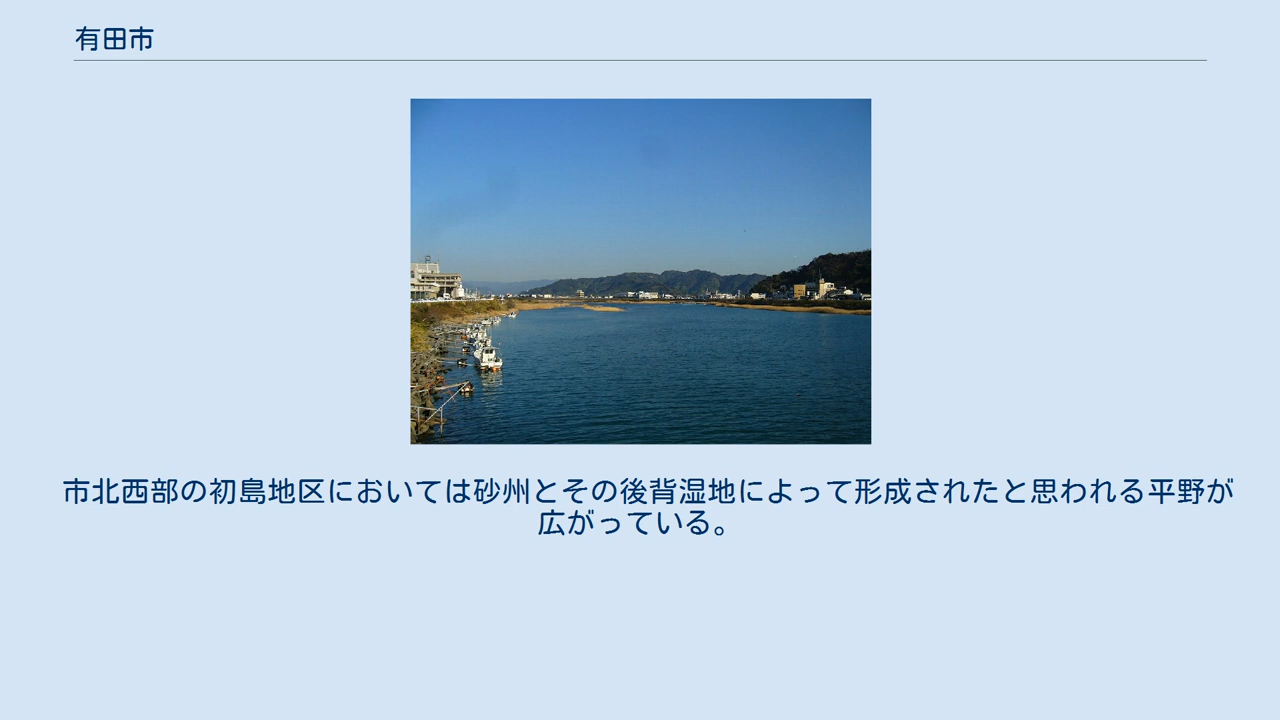 有田市
市北西部の初島地区においては砂州とその後背湿地によって形成されたと思われる平野が
広がっている。